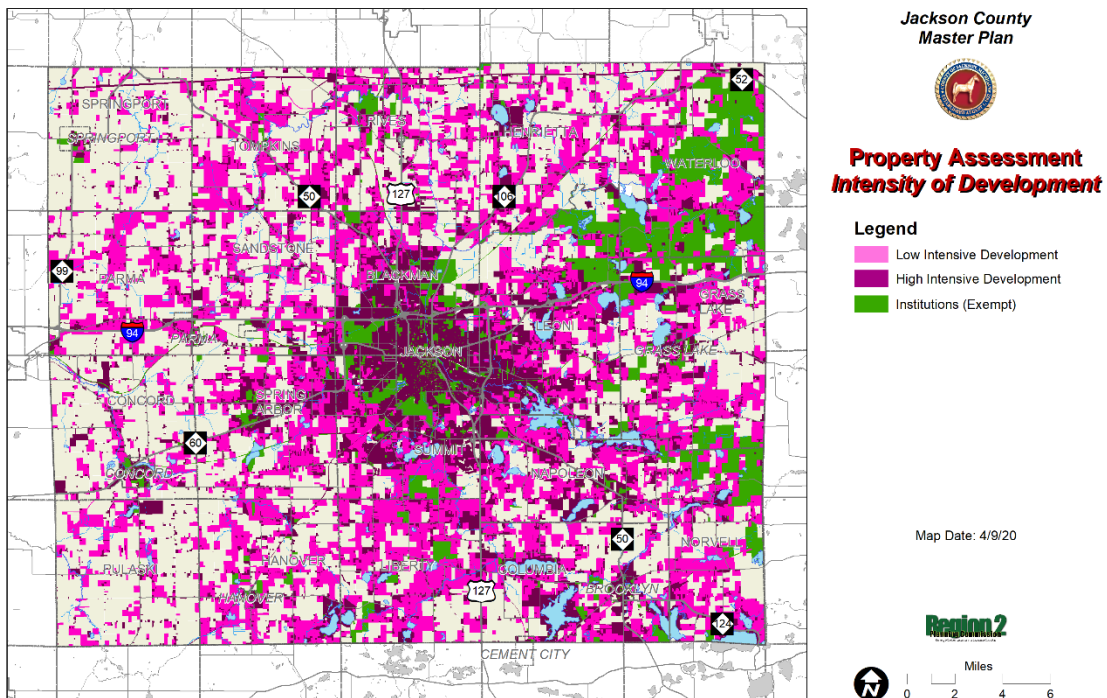 Jackson County
Master Plan
Property Assessment
Intensity of Development
Legend
Low Intensive Development
High Intensive Development
Institutions (Exempt)
Map Date: 4/9/20
Region 2
Planning Commission
Miles
N
0 2 4 6
52
SPRINGPORT
RIVES
HENRIETTA
SPRINGPORT
TOMPKINS
WATERLOO
50
127
106
SANDSTONE
99
PARMA
BLACKMAN
94
GRASS
LAKE
94
PARMA
LEONI
JACKSON
GRASS LAKE
CONCORD
SPRING
ARBOR
60
SUMMIT
CONCORD
NAPOLEON
50
NORVELL
PULASKI
HANOVER
LIBERTY
COLUMBIA
HANOVER
127
BROOKLYN
124
CEMENT CITY